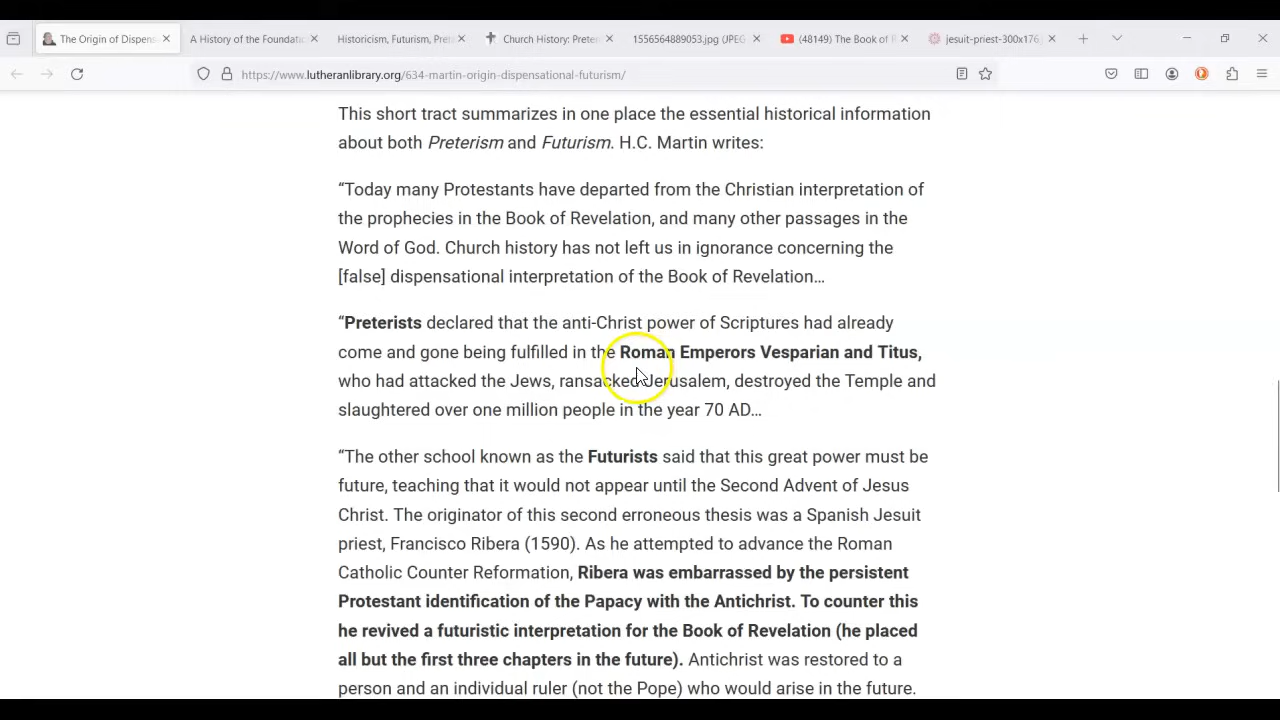 The Origin of Dispens
A History of the Foundatio
Historicism, Futurism, Pret
Church History: Preter
1556564889053.jpg (JPEG
(48149) The Book of
jesuit-priest-300x176
https://www.lutheranlibrary.org/634-martin-origin-dispensational-futurism/
This short tract summarizes in one place the essential historical information
about both Preterism and Futurism. H.C. Martin writes:
“Today many Protestants have departed from the Christian interpretation of
the prophecies in the Book of Revelation, and many other passages in the
Word of God. Church history has not left us in ignorance concerning the
[false] dispensational interpretation of the Book of Revelation…
“Preterists declared that the anti-Christ power of Scriptures had already
come and gone being fulfilled in the Roman Emperors Vesparian and Titus,
who had attacked the Jews, ransacked Jerusalem, destroyed the Temple and
slaughtered over one million people in the year 70 AD…
“The other school known as the Futurists said that this great power must be
future, teaching that it would not appear until the Second Advent of Jesus
Christ. The originator of this second erroneous thesis was a Spanish Jesuit
priest, Francisco Ribera (1590). As he attempted to advance the Roman
Catholic Counter Reformation, Ribera was embarrassed by the persistent
Protestant identification of the Papacy with the Antichrist. To counter this
he revived a futuristic interpretation for the Book of Revelation (he placed
all but the first three chapters in the future). Antichrist was restored to a
person and an individual ruler (not the Pope) who would arise in the future.